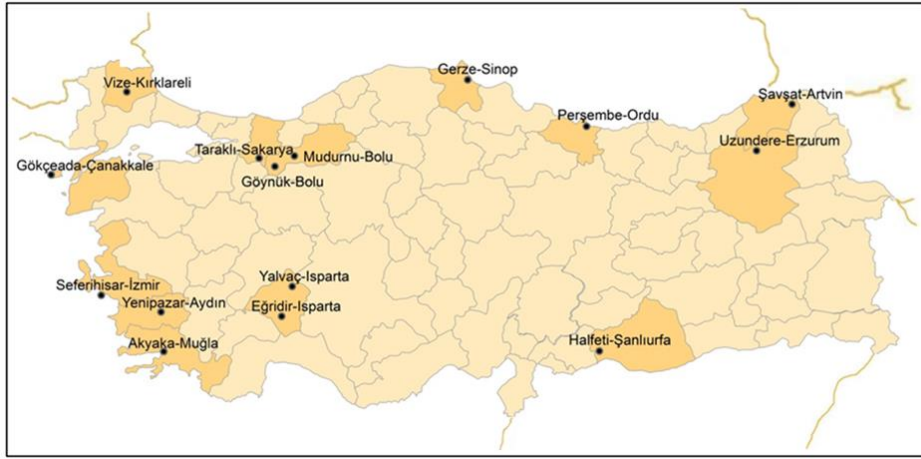 Gerze-Sinop
Vize-Kırklareli
Şavşat-Artvin
Perşembe-Ordu
Uzundere-Erzurum
Taraklı-Sakarya
Mudurnu-Bolu
Gökçeada-Çanakkale
Göynük-Bolu
Yalvaç-Isparta
Seferihisar-İzmir
Yenipazar-Aydın
Eğridir-Isparta
Halfeti-Şanlıurfa
Akyaka-Muğla